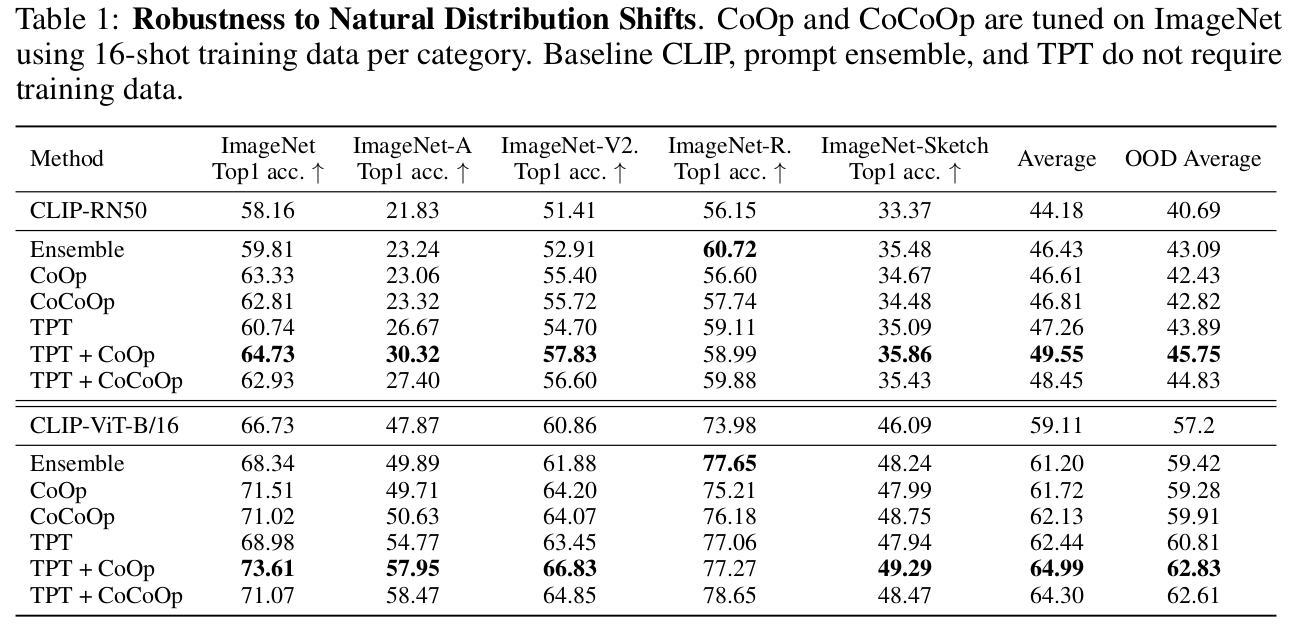 Table 1: Robustness to Natural Distribution Shifts. CoOp and CoCoOp are tuned on ImageNet
using 16-shot training data per category. Baseline CLIP, prompt ensemble, and TPT do not require
training data.
Method ImageNet Top1 acc. ↑ ImageNet-A Top1 acc. ↑ ImageNet-V2. Top1 acc. ↑ ImageNet-R. Top1 acc. ↑ ImageNet-Sketch Top1 acc. ↑ Average OOD Average
CLIP-RN50 58.16 21.83 51.41 56.15 33.37 44.18 40.69
Ensemble 59.81 23.24 52.91 60.72 35.48 46.43 43.09
CoOp 63.33 23.06 55.40 56.60 34.67 46.61 42.43
CoCoOp 62.81 23.32 55.72 57.74 34.48 46.81 42.82
TPT 60.74 26.67 54.70 59.11 35.09 47.26 43.89
TPT + CoOp 64.73 30.32 57.83 58.99 35.86 49.55 45.75
TPT + CoCoOp 62.93 27.40 56.60 59.88 35.43 48.45 44.83
CLIP-ViT-B/16 66.73 47.87 60.86 73.98 46.09 59.11 57.2
Ensemble 68.34 49.89 61.88 77.65 48.24 61.20 59.42
CoOp 71.51 49.71 64.20 75.21 47.99 61.72 59.28
CoCoOp 71.02 50.63 64.07 76.18 48.75 62.13 59.91
TPT 68.98 54.77 63.45 77.06 47.94 62.44 60.81
TPT + CoOp 73.61 57.95 66.83 77.27 49.29 64.99 62.83
TPT + CoCoOp 71.07 58.47 64.85 78.65 48.47 64.30 62.61